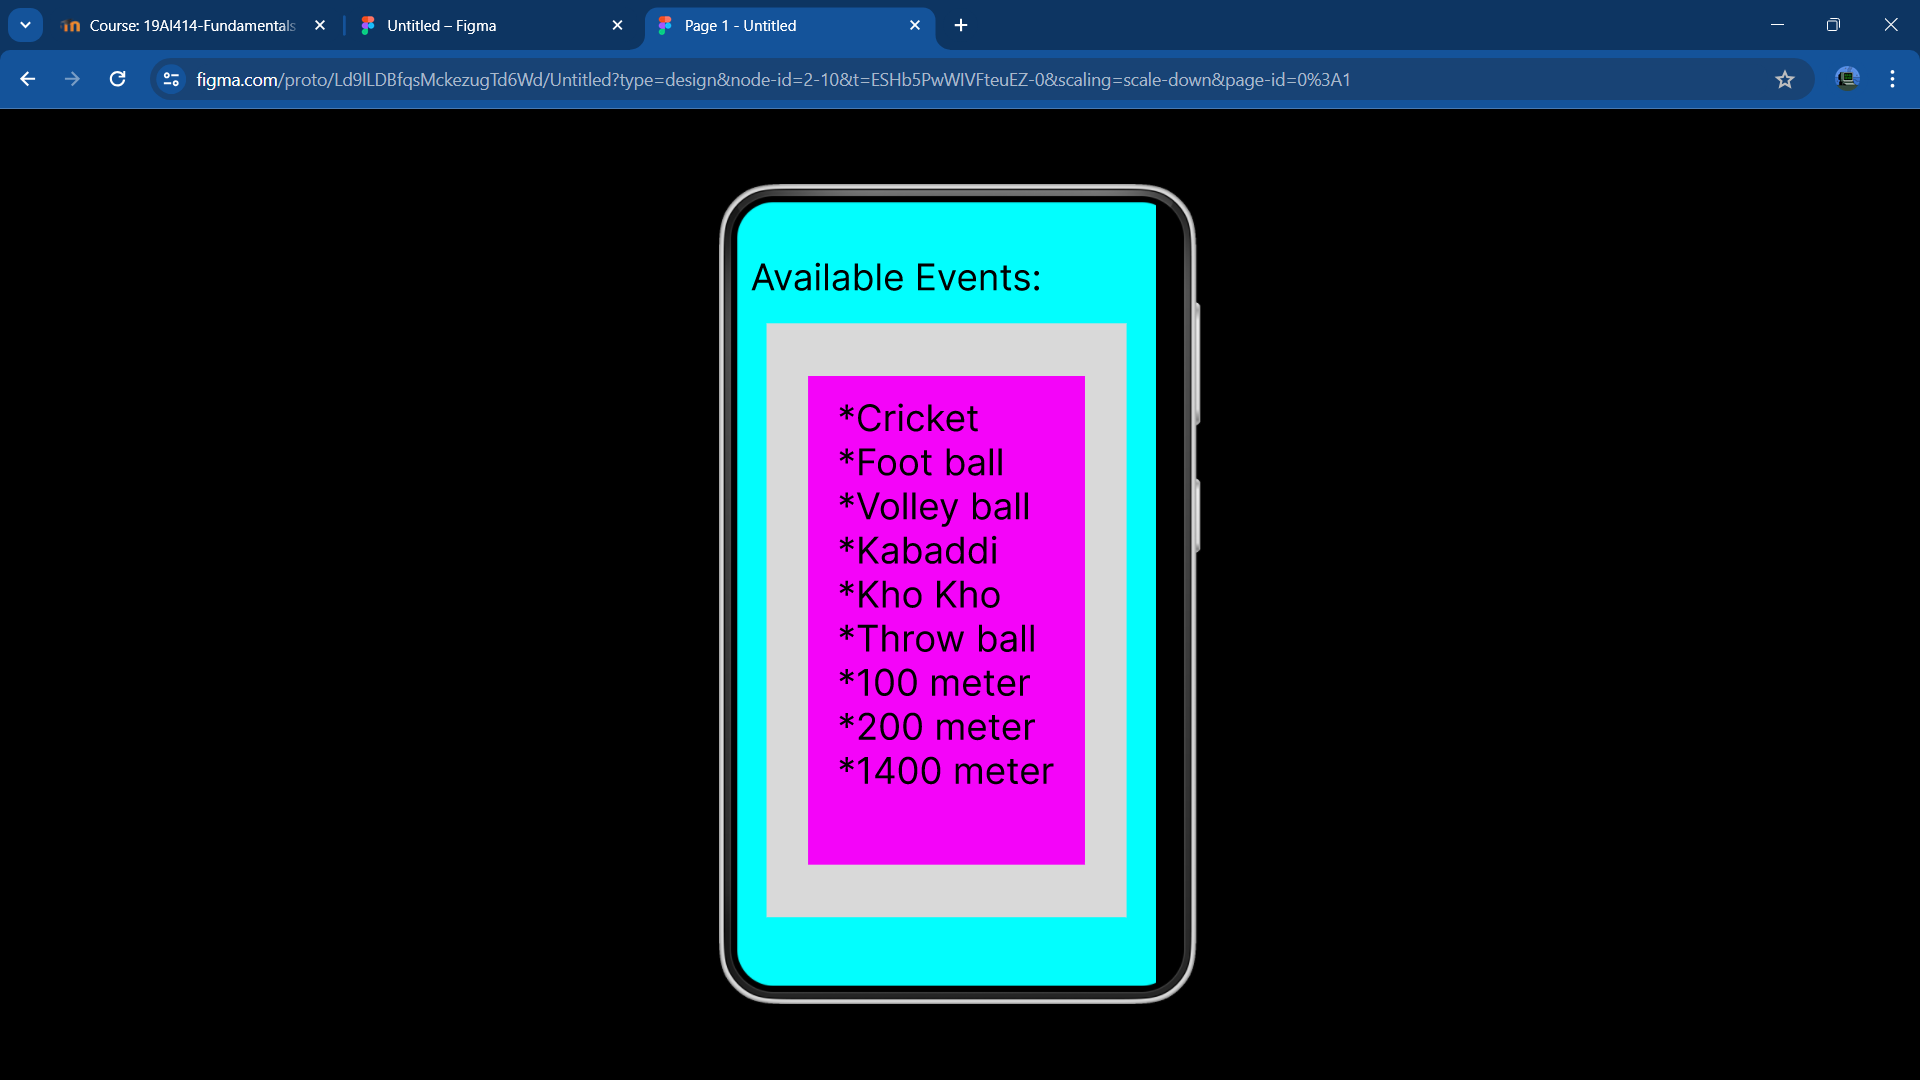 Course: 19AI414-Fundamentals
Untitled – Figma
Page 1 - Untitled
figma.com/proto/Ld9lLDBfqsMckezugTd6Wd/Untitled?type=design&node-id=2-10&t=ESHb5PwWlVFteuEZ-0&scaling=scale-down&page-id=0%3A1
Available Events:
*Cricket
*Foot ball
*Volley ball
*Kabaddi
*Kho Kho
*Throw ball
*100 meter
*200 meter
*1400 meter